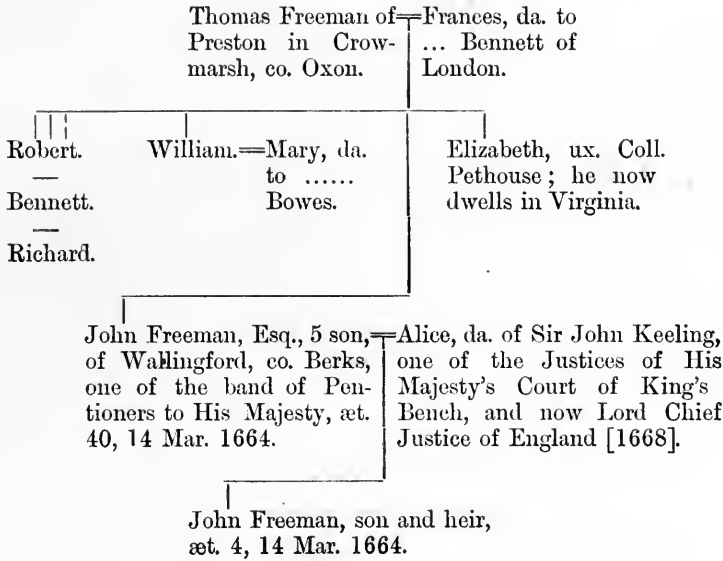 Thomas Freeman of
Preston in Crow-
marsh, co. Oxon.
Frances, da. to
... Bennett of
London.
Robert.
Bennett.
Richard.
William.
Mary, da.
to ......
Bowes.
Elizabeth, ux. Coll.
Pethouse; he now
dwells in Virginia.
John Freeman, Esq., 5 son,
of Wallingford, co. Berks,
one of the band of Pen-
tioners to His Majesty, æt.
40, 14 Mar. 1664.
Alice, da. of Sir John Keeling,
one of the Justices of His
Majesty's Court of King's
Bench, and now Lord Chief
Justice of England [1668].
John Freeman, son and heir,
æt. 4, 14 Mar. 1664.